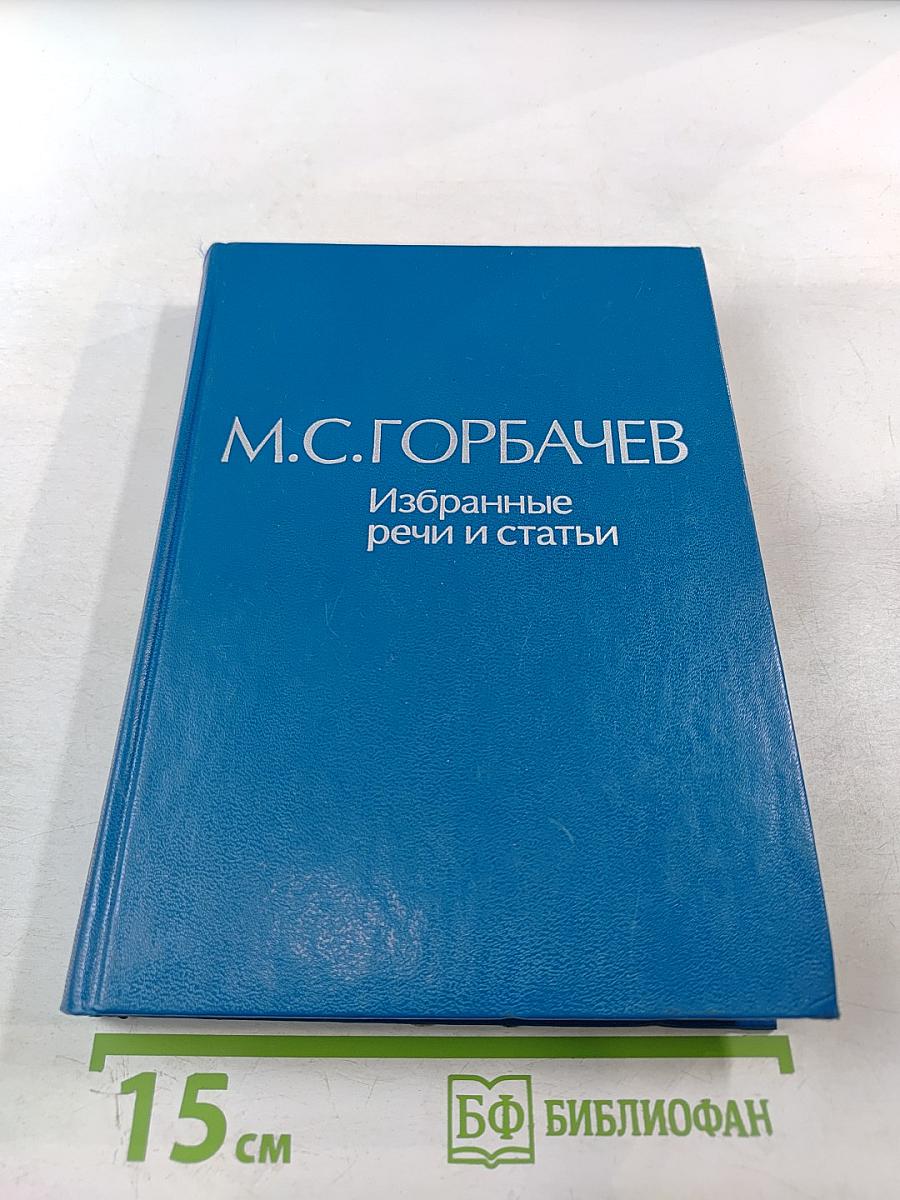 М.С.ГОРБАЧЕВ
Избранные
речи и статьи
15 см
БФ БИБЛИОФАН